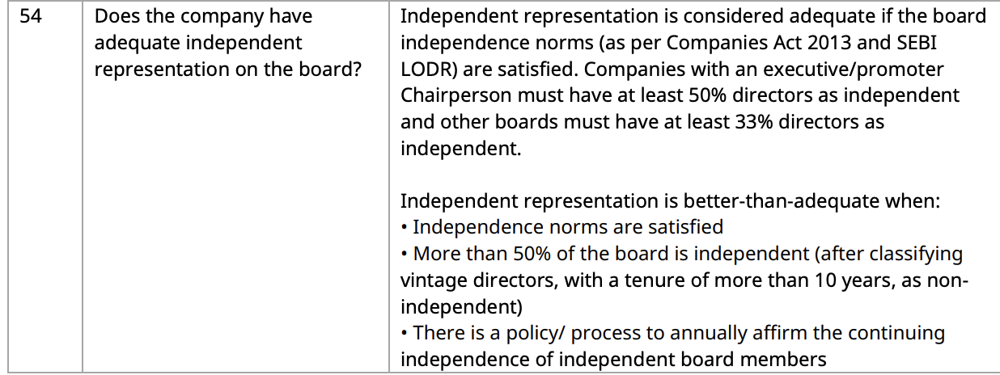 54
Does the company have
adequate independent
representation on the board?
Independent representation is considered adequate if the board
independence norms (as per Companies Act 2013 and SEBI
LODR) are satisfied. Companies with an executive/promoter
Chairperson must have at least 50% directors as independent
and other boards must have at least 33% directors as
independent.
Independent representation is better-than-adequate when:
• Independence norms are satisfied
• More than 50% of the board is independent (after classifying
vintage directors, with a tenure of more than 10 years, as non-
independent)
• There is a policy/ process to annually affirm the continuing
independence of independent board members